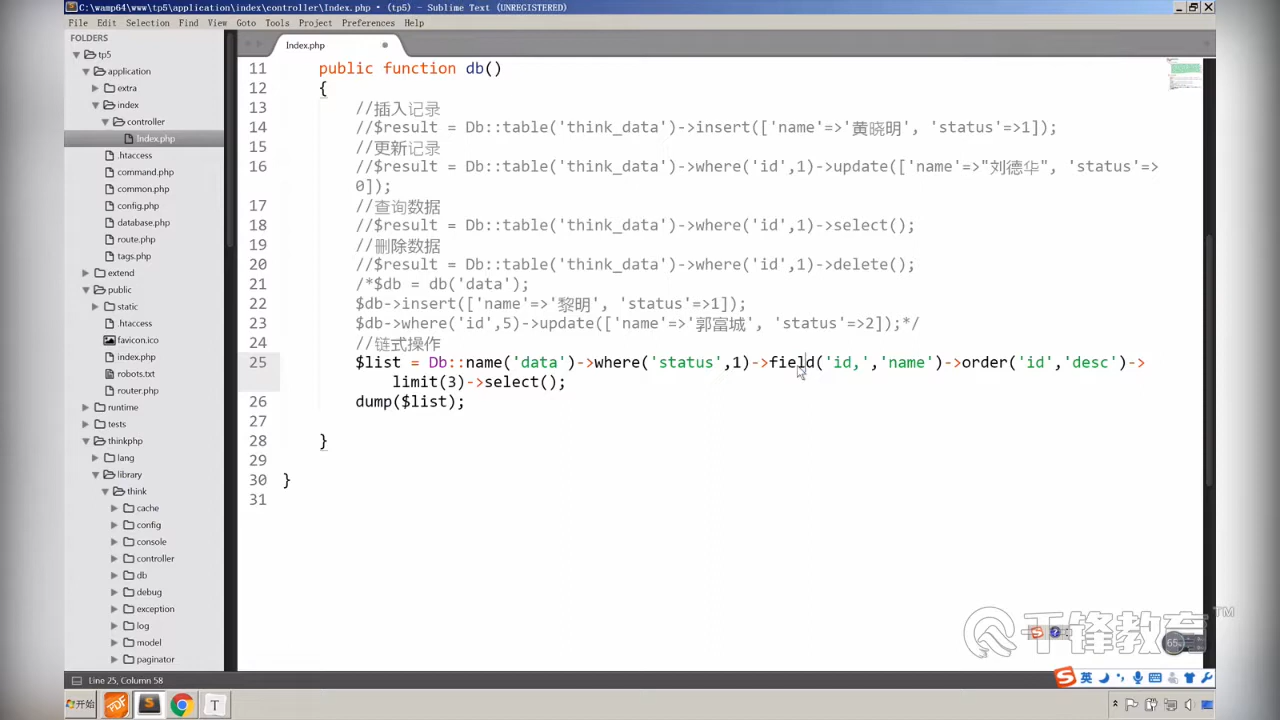 C:\wamp64\www\tp5\application\index\controller\Index.php • (tp5) - Sublime Text (UNREGISTERED)
File Edit Selection Find View Goto Tools Project Preferences Help
FOLDERS
tp5
application
extra
index
controller
Index.php
.htaccess
command.php
common.php
config.php
database.php
route.php
tags.php
extend
public
static
.htaccess
favicon.ico
index.php
robots.txt
router.php
runtime
tests
thinkphp
lang
library
think
cache
config
console
controller
db
debug
exception
log
model
paginator
Index.php
11 public function db()
12 {
13 //插入记录
14 //$result = Db::table('think_data')->insert(['name'=>'黄晓明', 'status'=>1]);
15 //更新记录
16 //$result = Db::table('think_data')->where('id',1)->update(['name'=>"刘德华", 'status'=>
0]);
17 //查询数据
18 //$result = Db::table('think_data')->where('id',1)->select();
19 //删除数据
20 //$result = Db::table('think_data')->where('id',1)->delete();
21 /*$db = db('data');
22 $db->insert(['name'=>'黎明', 'status'=>1]);
23 $db->where('id',5)->update(['name'=>'郭富城', 'status'=>2]);*/
24 //链式操作
25 $list = Db::name('data')->where('status',1)->field('id,','name')->order('id','desc')->
limit(3)->select();
26 dump($list);
27
28 }
29
30 }
31
千锋教育 TM
65
Line 25, Column 58
英
开始
T